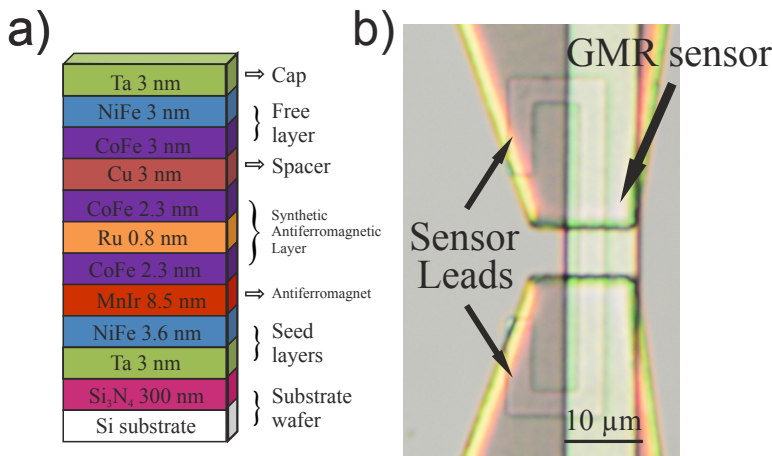 a)
Ta 3 nm
Cap
NiFe 3 nm
CoFe 3 nm
Free
layer
Cu 3 nm
Spacer
CoFe 2.3 nm
Ru 0.8 nm
CoFe 2.3 nm
Synthetic
Antiferromagnetic
Layer
MnIr 8.5 nm
Antiferromagnet
NiFe 3.6 nm
Ta 3 nm
Seed
layers
Si₃N₄ 300 nm
Si substrate
Substrate
wafer
b)
GMR sensor
Sensor
Leads
10 µm